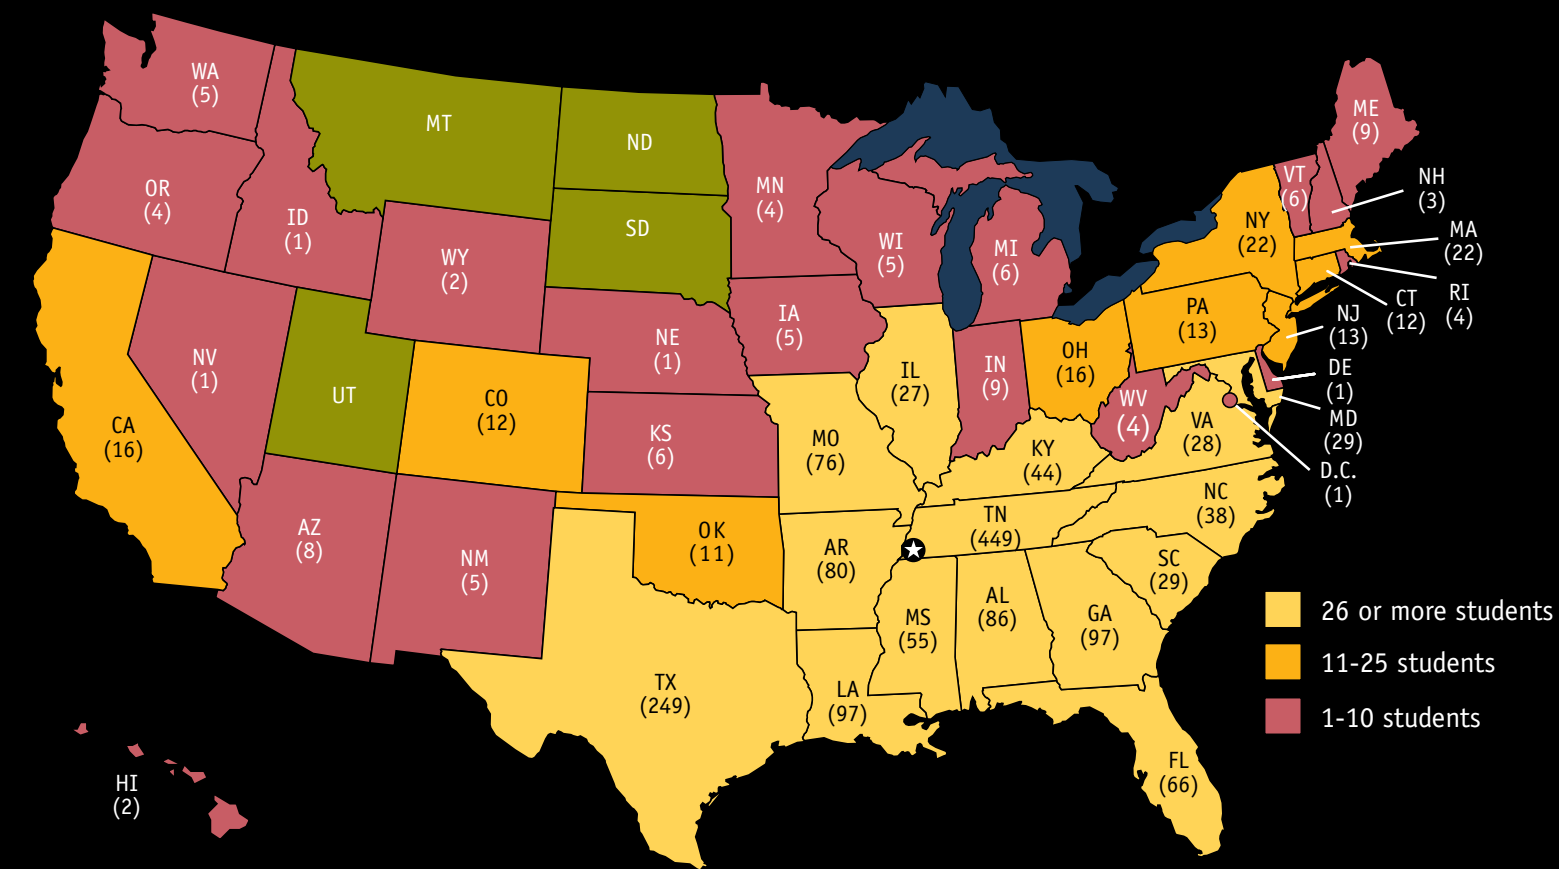 WA
(5)
OR
(4)
ID
(1)
MT
ND
SD
MN
(4)
WY
(2)
WI
(5)
MI
(6)
NY
(22)
VT
(6)
ME
(9)
NH
(3)
MA
(22)
RI
(4)
CT
(12)
NJ
(13)
PA
(13)
DE
(1)
MD
(29)
D.C.
(1)
NV
(1)
UT
CO
(12)
NE
(1)
IA
(5)
IL
(27)
IN
(9)
OH
(16)
WV
(4)
VA
(28)
CA
(16)
KS
(6)
MO
(76)
KY
(44)
NC
(38)
TN
(449)
AZ
(8)
NM
(5)
OK
(11)
AR
(80)
SC
(29)
MS
(55)
AL
(86)
GA
(97)
TX
(249)
LA
(97)
FL
(66)
HI
(2)
26 or more students
11-25 students
1-10 students